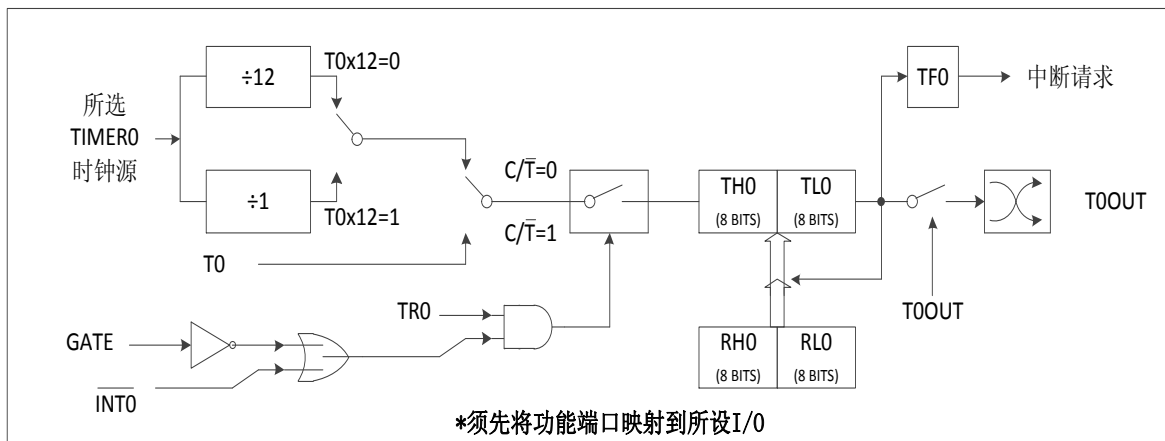 ÷12
T0x12=0
所选
TIMER0
时钟源
÷1
T0x12=1
T0
C/T̅=0
C/T̅=1
TH0
(8 BITS)
TL0
(8 BITS)
TF0
中断请求
T0OUT
T0OUT
TR0
GATE
I̅N̅T̅0̅
RH0
(8 BITS)
RL0
(8 BITS)
*须先将功能端口映射到所设I/O